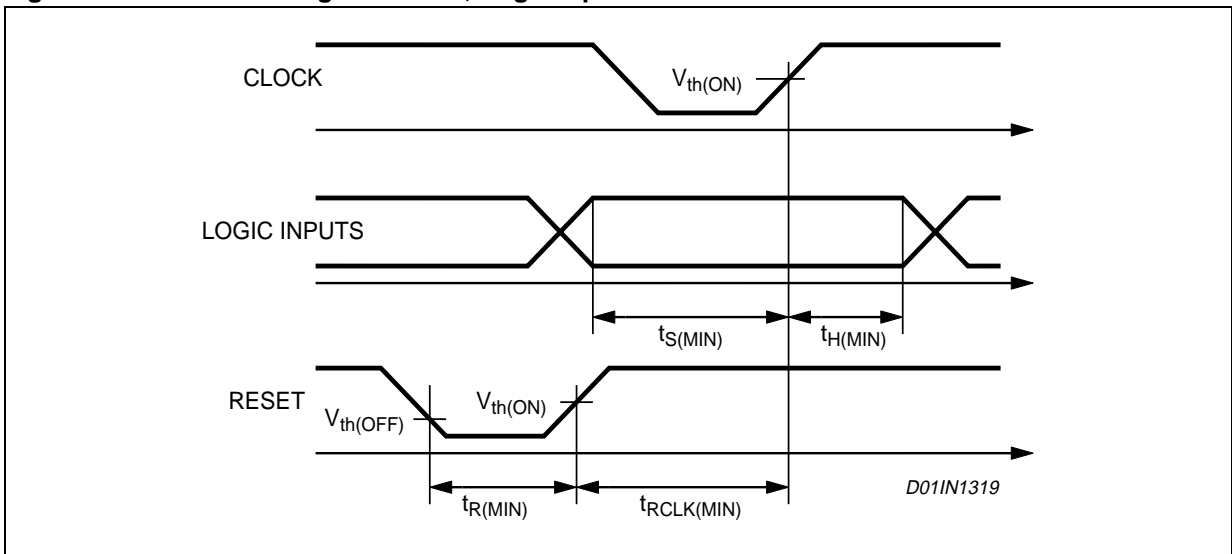 CLOCK
Vth(ON)
LOGIC INPUTS
tS(MIN)
tH(MIN)
RESET
Vth(OFF)
Vth(ON)
tR(MIN)
tRCLK(MIN)
D01IN1319